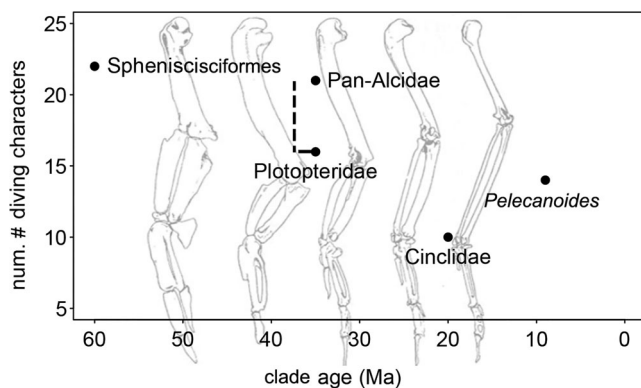 25
20
15
10
5
num. # diving characters
Spheniscisciformes
Pan-Alcidae
Plotopteridae
Pelecanoides
Cinclidae
60
50
40
30
20
10
0
clade age (Ma)